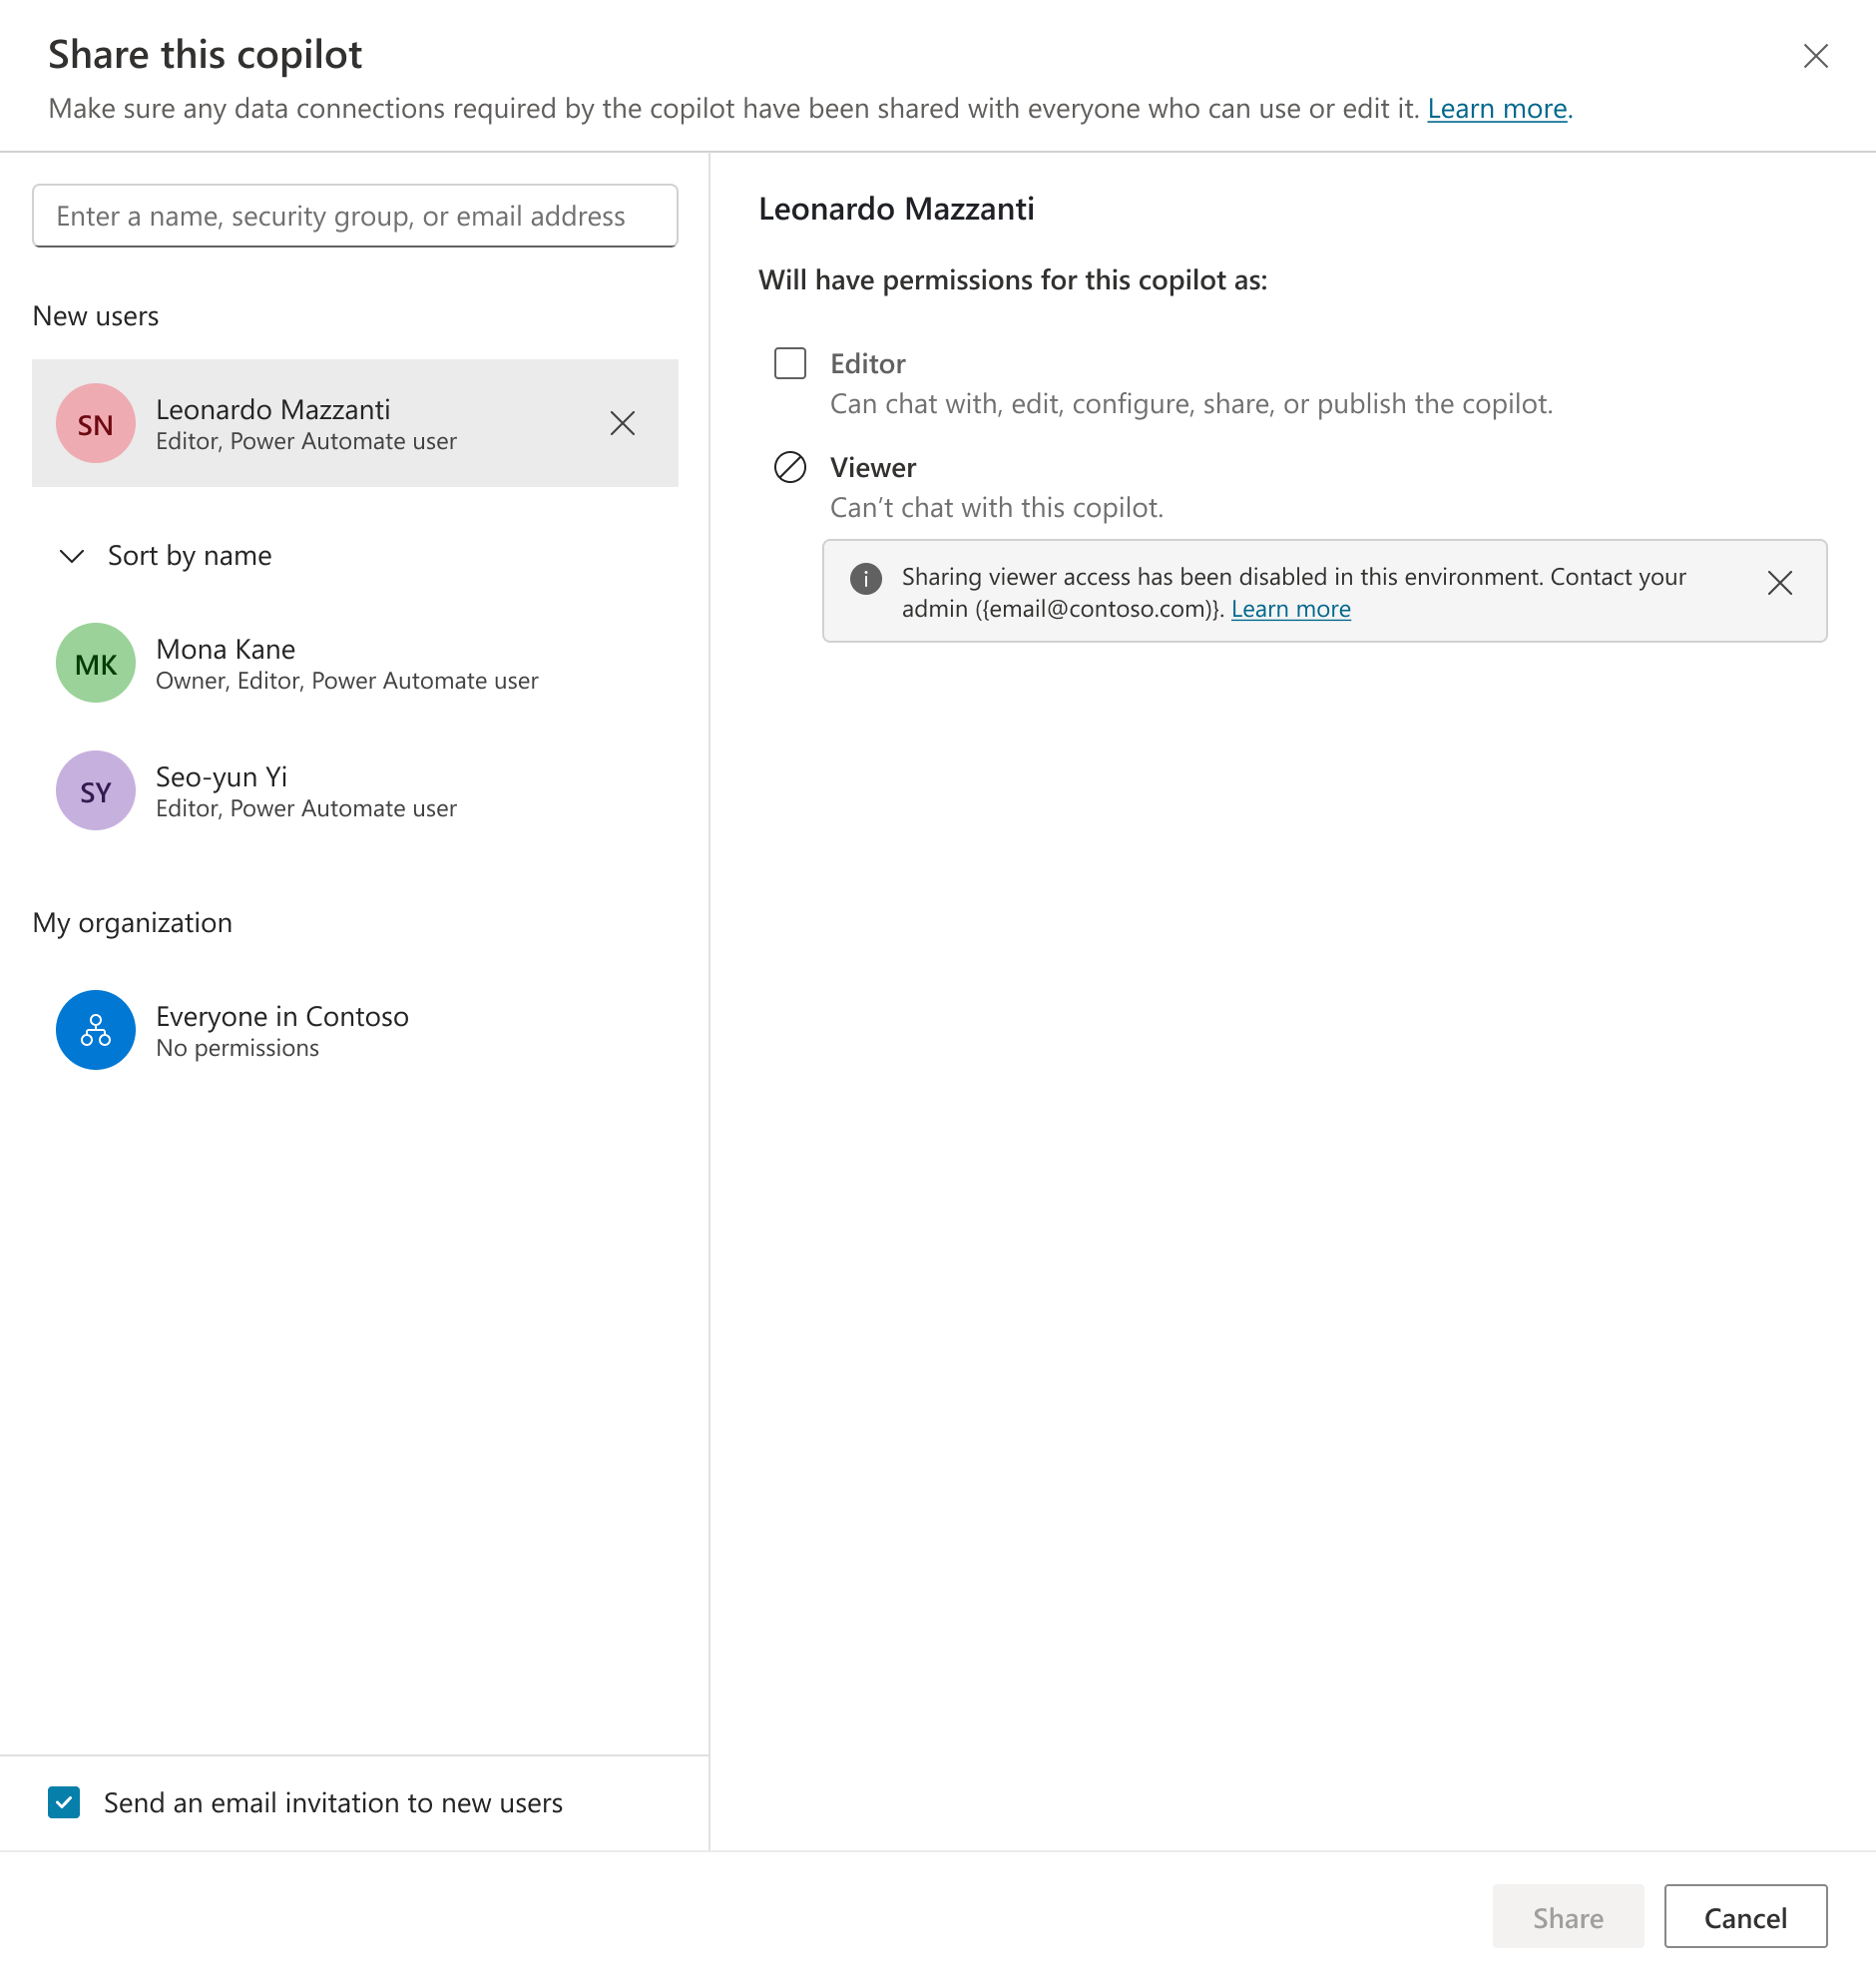 Share this copilot
Make sure any data connections required by the copilot have been shared with everyone who can use or edit it. Learn more.
Enter a name, security group, or email address
New users
SN
Leonardo Mazzanti
Editor, Power Automate user
Sort by name
MK
Mona Kane
Owner, Editor, Power Automate user
SY
Seo-yun Yi
Editor, Power Automate user
My organization
Everyone in Contoso
No permissions
Send an email invitation to new users
Leonardo Mazzanti
Will have permissions for this copilot as:
Editor
Can chat with, edit, configure, share, or publish the copilot.
Viewer
Can’t chat with this copilot.
Sharing viewer access has been disabled in this environment. Contact your
admin ({email@contoso.com)}. Learn more
Share
Cancel